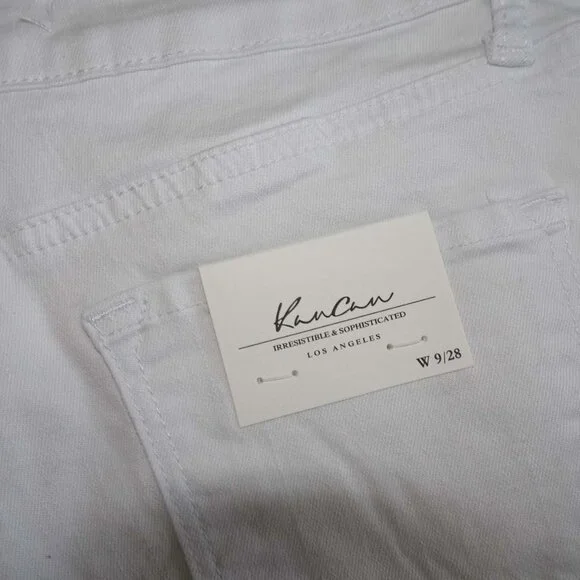 KanCan
IRRESISTIBLE & SOPHISTICATED
LOS ANGELES
W 9/28